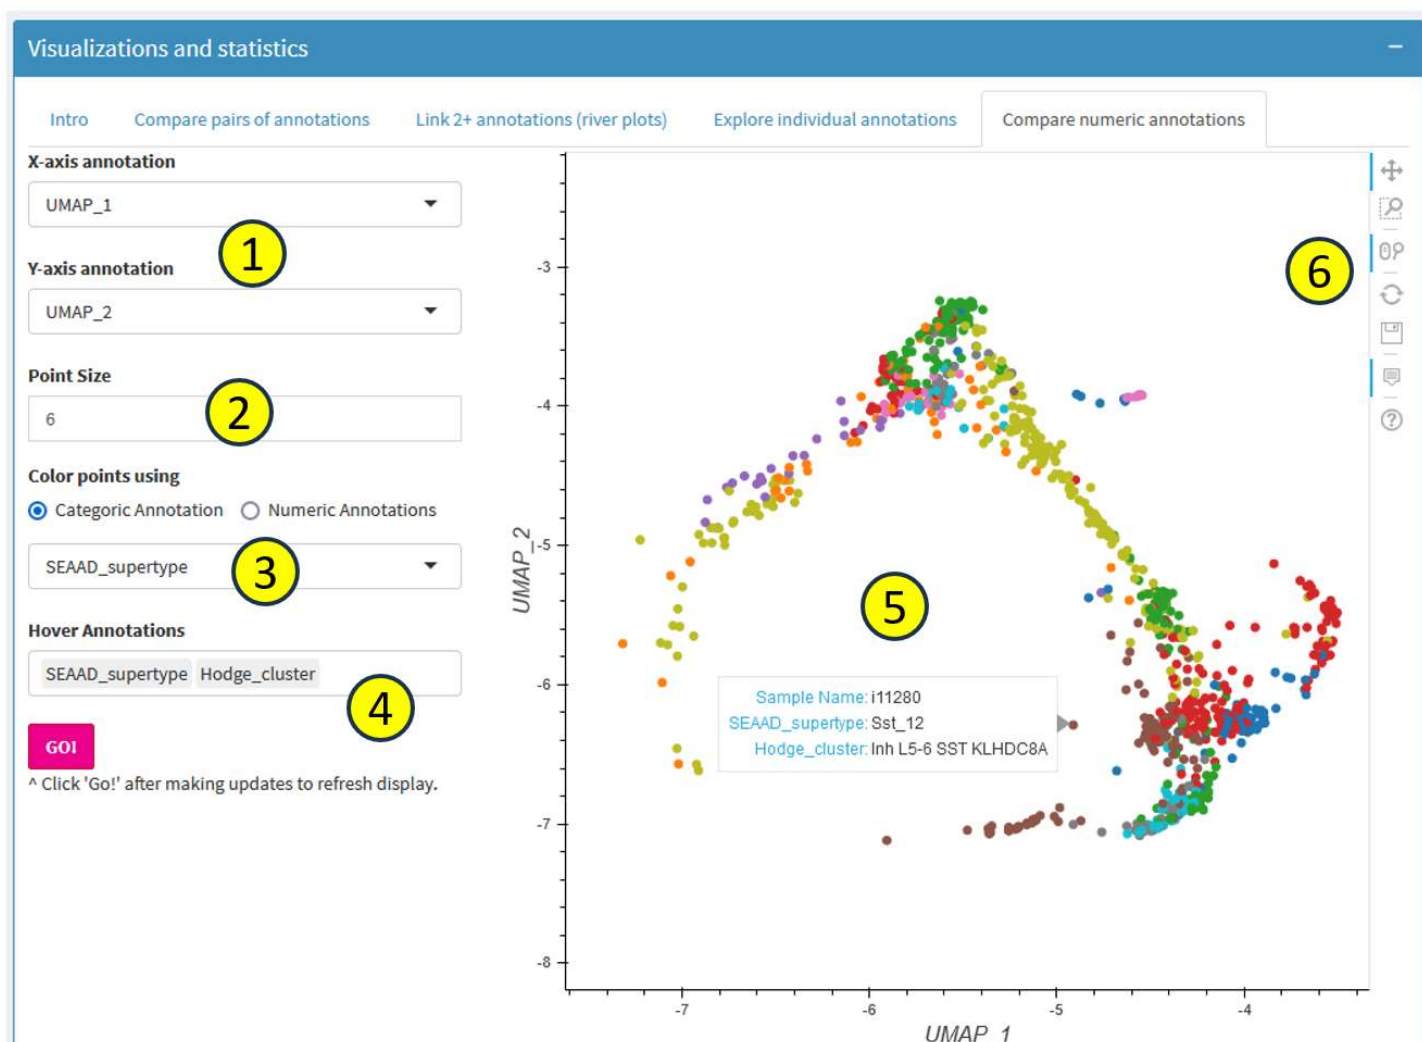 Visualizations and statistics
Intro
Compare pairs of annotations
Link 2+ annotations (river plots)
Explore individual annotations
Compare numeric annotations
X-axis annotation
UMAP_1
1
Y-axis annotation
UMAP_2
Point Size
6
2
Color points using
Categoric Annotation
Numeric Annotations
SEAAD_supertype
3
Hover Annotations
SEAAD_supertype Hodge_cluster
4
GO!
^ Click 'Go!' after making updates to refresh display.
-3
-4
-5
-6
-7
-8
UMAP_2
5
6
Sample Name: i11280
SEAAD_supertype: Sst_12
Hodge_cluster: Inh L5-6 SST KLHDC8A
-7
-6
-5
-4
UMAP_1